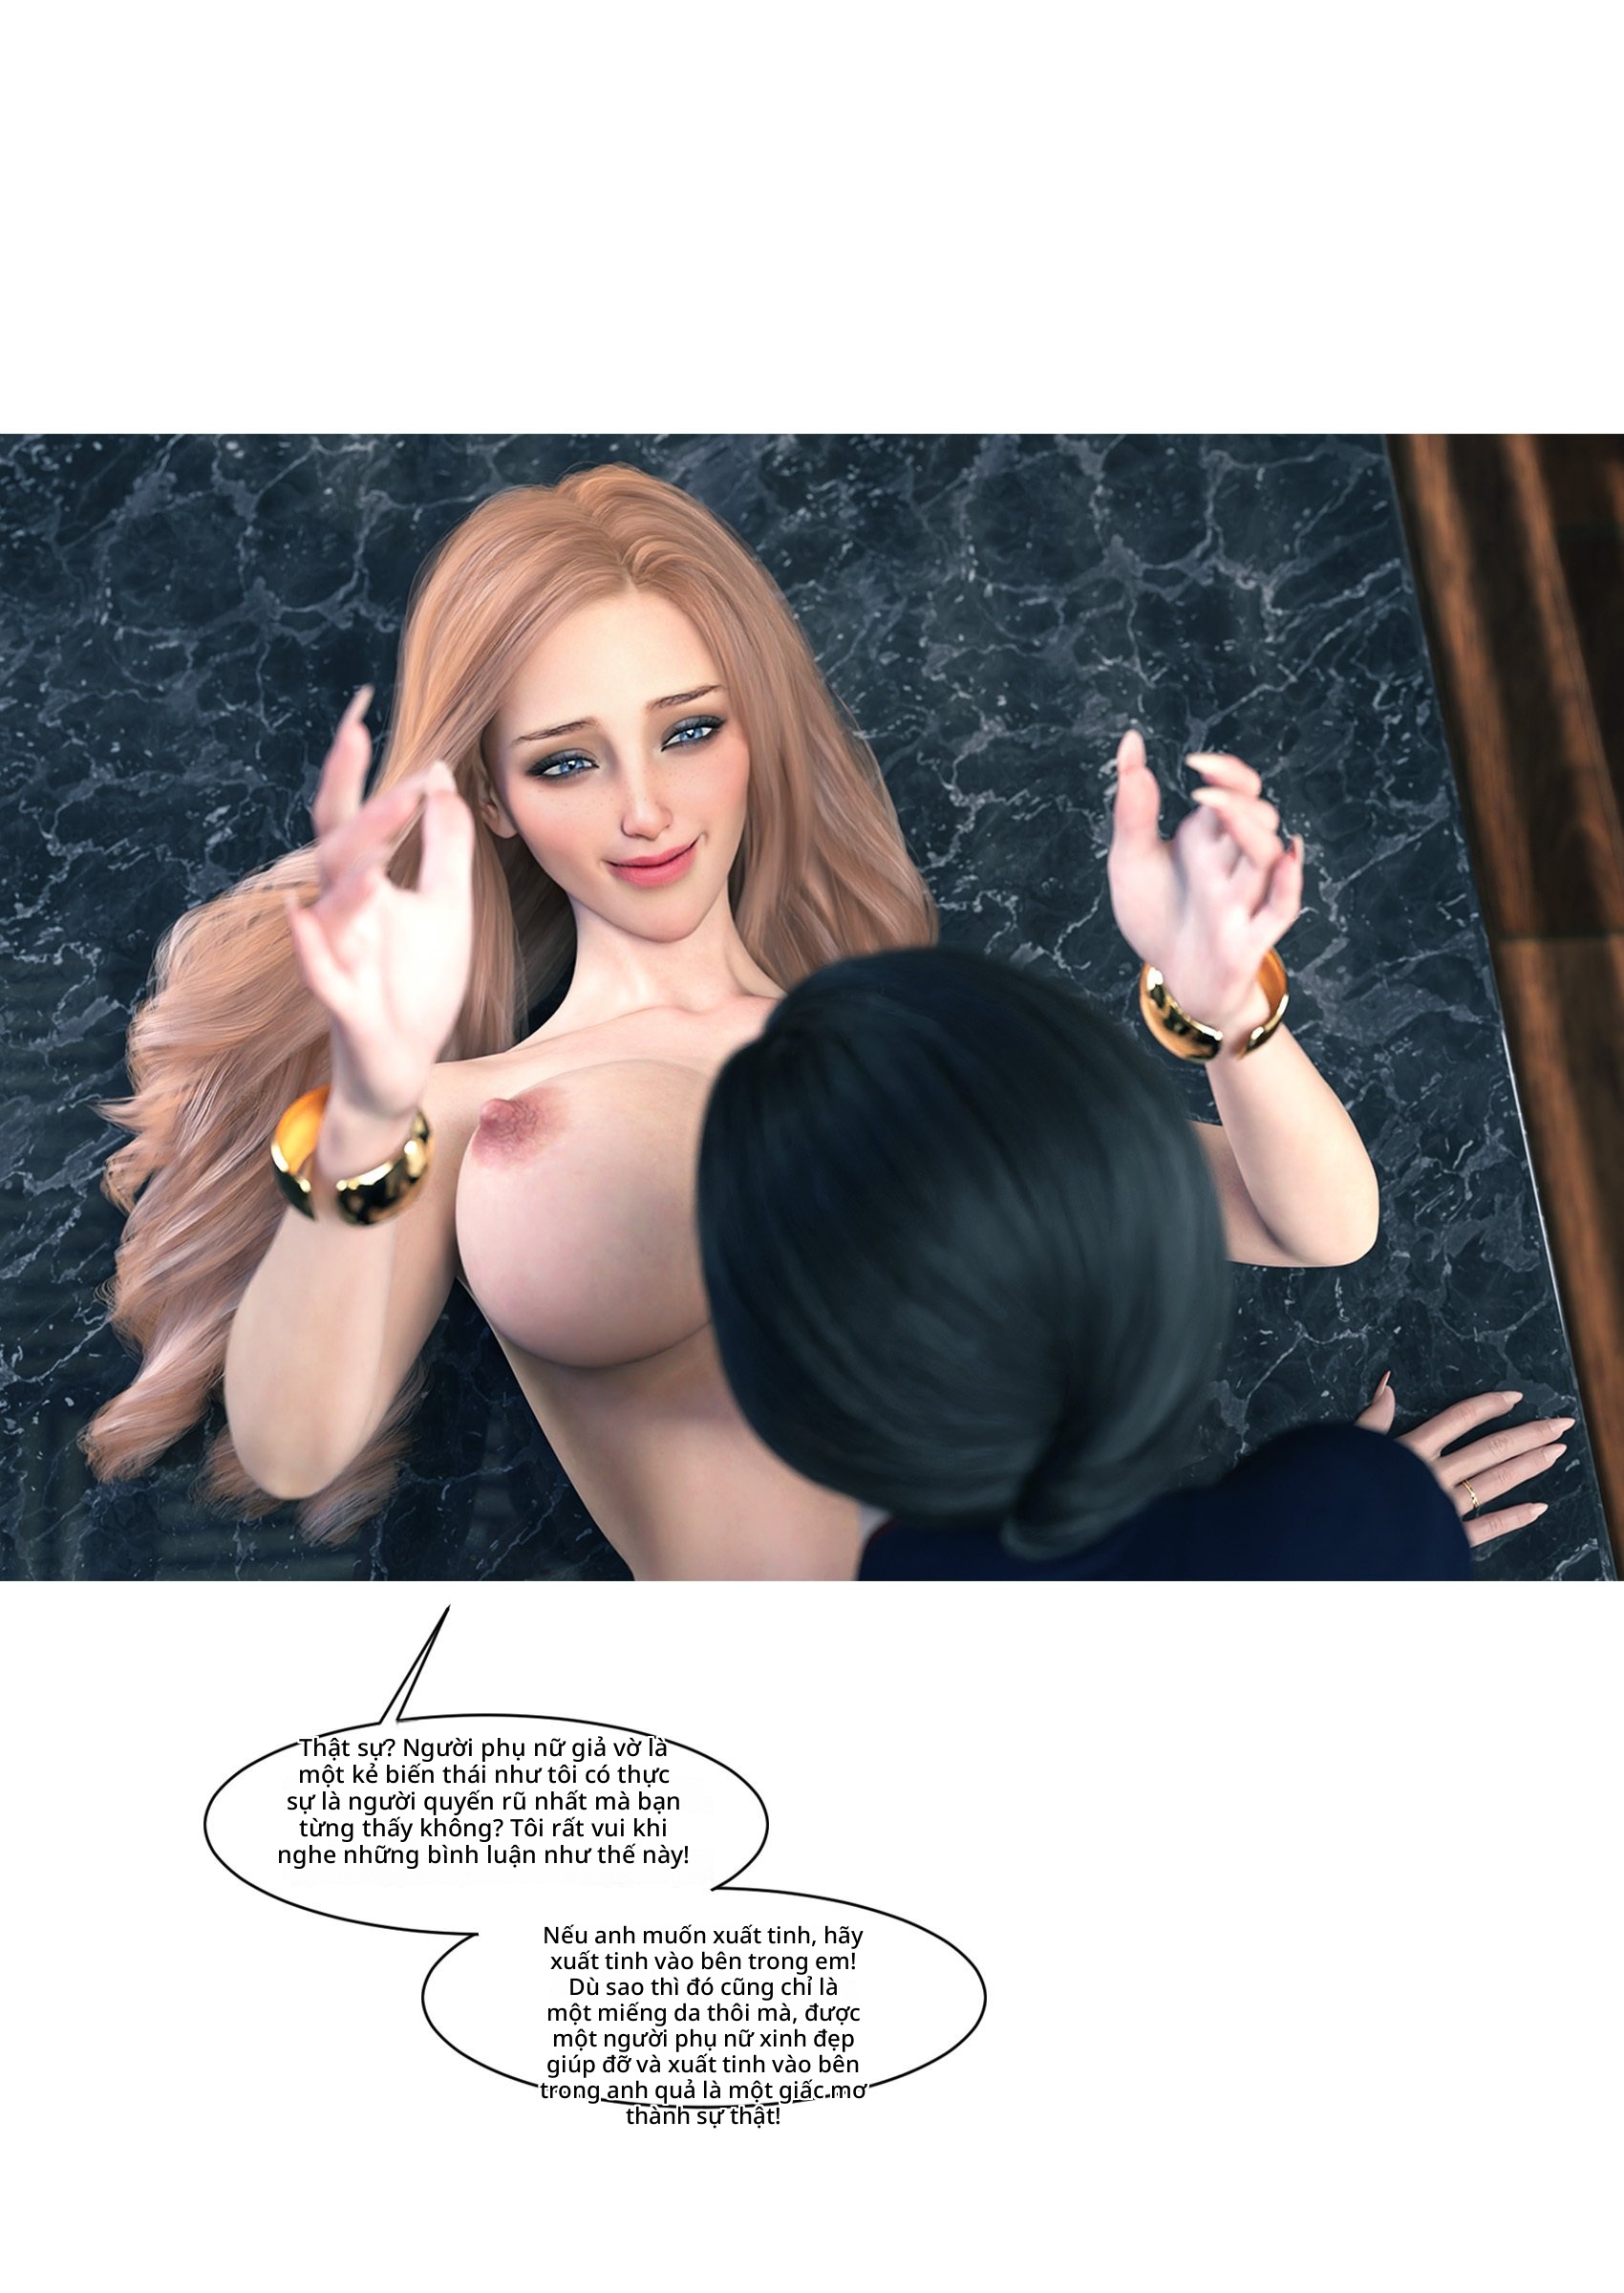 Thật sự? Người phụ nữ giả vờ là
một kẻ biến thái như tôi có thực
sự là người quyến rũ nhất mà bạn
từng thấy không? Tôi rất vui khi
nghe những bình luận như thế này!
Nếu anh muốn xuất tinh, hãy
xuất tinh vào bên trong em!
Dù sao thì đó cũng chỉ là
một miếng da thôi mà, được
một người phụ nữ xinh đẹp
giúp đỡ và xuất tinh vào bên
trong anh quả là một giấc mơ
thành sự thật!